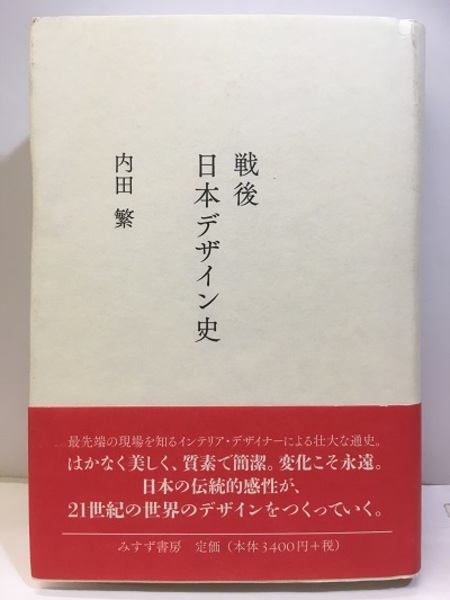 戦後
日本デザイン史
内田 繁
最先端の現場を知るインテリア・デザイナーによる壮大な通史。
はかなく美しく、質素で簡潔。変化こそ永遠。
日本の伝統的感性が、
21世紀の世界のデザインをつくっていく。
みすず書房 定価(本体3400円+税)